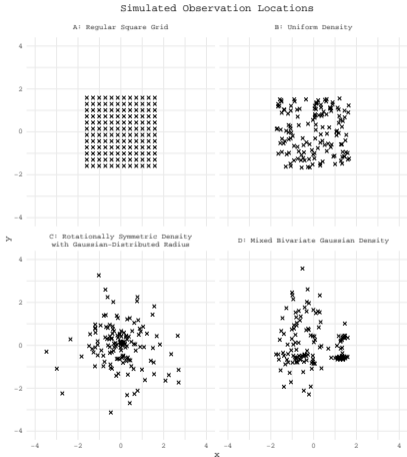 Simulated Observation Locations
A: Regular Square Grid
B: Uniform Density
4
2
0
−2
−4
y
C: Rotationally Symmetric Density
with Gaussian−Distributed Radius
D: Mixed Bivariate Gaussian Density
4
2
0
−2
−4
−4 −2 0 2 4
−4 −2 0 2 4
x